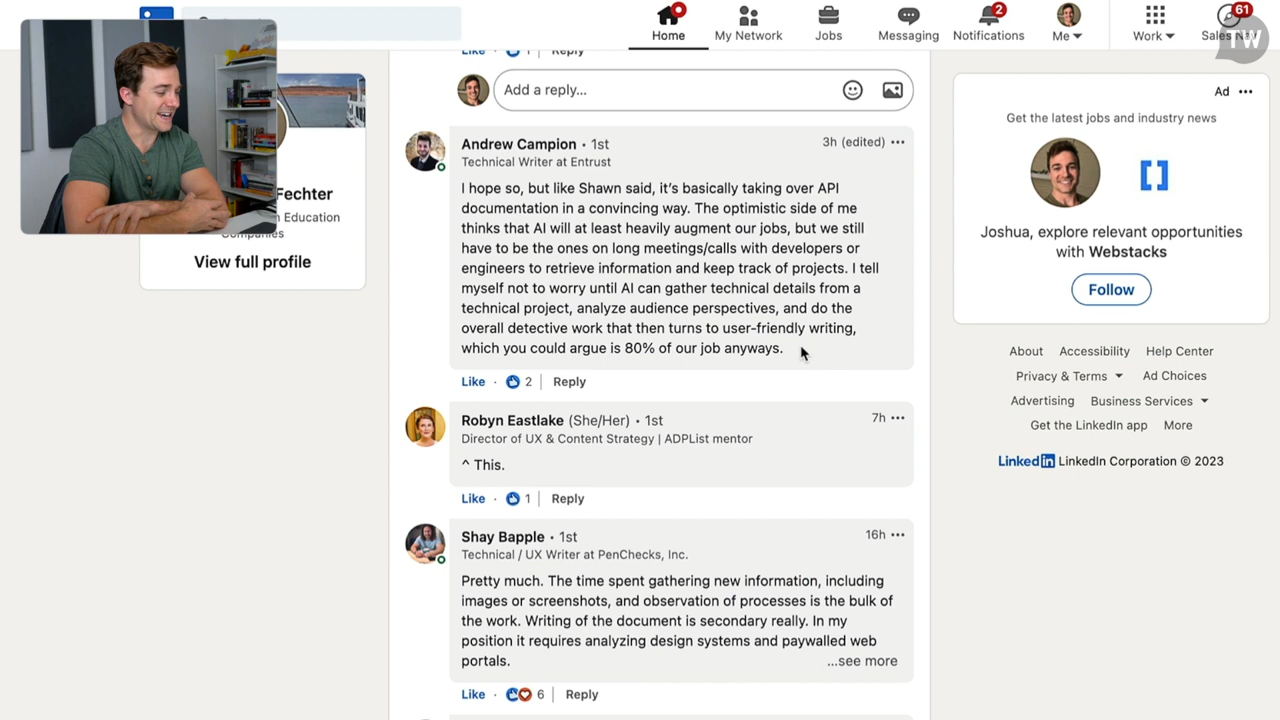 Home
My Network
Jobs
Messaging
2
Notifications
Me
Work
61
TW
Like · 1 | Reply
Fechter
Education
Companies
View full profile
Add a reply...
Andrew Campion • 1st
3h (edited) •••
Technical Writer at Entrust
I hope so, but like Shawn said, it's basically taking over API
documentation in a convincing way. The optimistic side of me
thinks that AI will at least heavily augment our jobs, but we still
have to be the ones on long meetings/calls with developers or
engineers to retrieve information and keep track of projects. I tell
myself not to worry until AI can gather technical details from a
technical project, analyze audience perspectives, and do the
overall detective work that then turns to user-friendly writing,
which you could argue is 80% of our job anyways.
Like · 2 | Reply
Robyn Eastlake (She/Her) • 1st
7h •••
Director of UX & Content Strategy | ADPList mentor
^ This.
Like · 1 | Reply
Shay Bapple • 1st
16h •••
Technical / UX Writer at PenChecks, Inc.
Pretty much. The time spent gathering new information, including
images or screenshots, and observation of processes is the bulk of
the work. Writing of the document is secondary really. In my
position it requires analyzing design systems and paywalled web
portals.
...see more
Like · 6 | Reply
Ad •••
Get the latest jobs and industry news
Joshua, explore relevant opportunities
with Webstacks
Follow
About Accessibility Help Center
Privacy & Terms Ad Choices
Advertising Business Services
Get the LinkedIn app More
LinkedIn LinkedIn Corporation © 2023